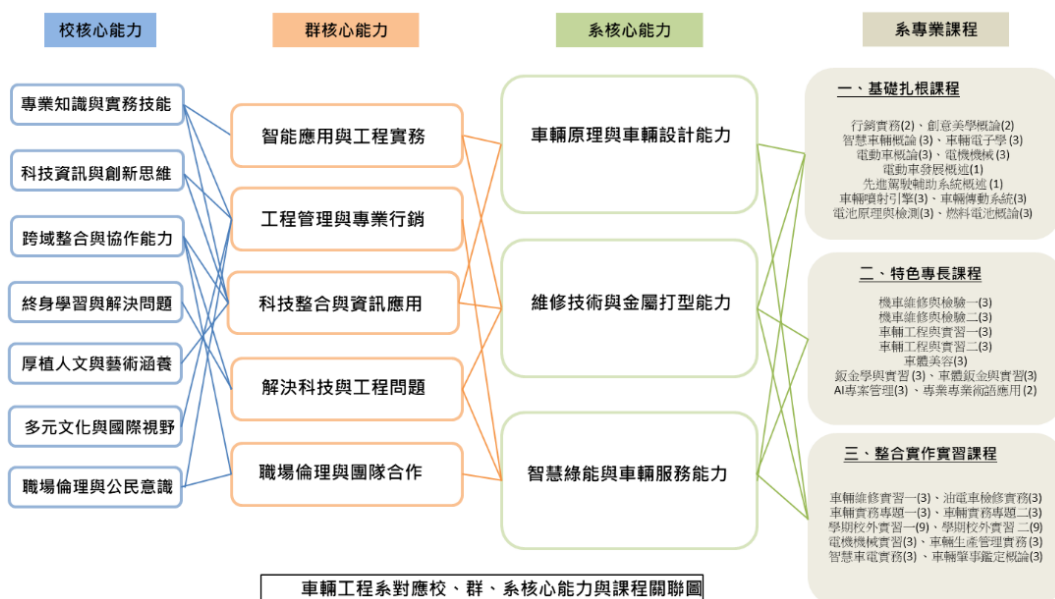 校核心能力
群核心能力
系核心能力
系專業課程
專業知識與實務技能
科技資訊與創新思維
跨域整合與協作能力
終身學習與解決問題
厚植人文與藝術涵養
多元文化與國際視野
職場倫理與公民意識
智能應用與工程實務
工程管理與專業行銷
科技整合與資訊應用
解決科技與工程問題
職場倫理與團隊合作
車輛原理與車輛設計能力
維修技術與金屬打型能力
智慧綠能與車輛服務能力
一、基礎扎根課程
行銷實務(2)、創意美學概論(2)
智慧車輛概論(3)、車輛電子學(3)
電動車概論(3)、電機機械(3)
電動車發展概述(1)
先進駕駛輔助系統概述(1)
車輛噴射引擎(3)、車輛傳動系統(3)
電池原理與檢測(3)、燃料電池概論(3)
二、特色專長課程
機車維修與檢驗一(3)
機車維修與檢驗二(3)
車輛工程與實習一(3)
車輛工程與實習二(3)
車體美容(3)
鈑金學與實習(3)、車體鈑金與實習(3)
AI專案管理(3)、專業專業術語應用(2)
三、整合實作實習課程
車輛維修實習一(3)、油電車檢修實務(3)
車輛實務專題一(3)、車輛實務專題二(3)
學期校外實習一(9)、學期校外實習二(9)
電機機械實習(3)、車輛生產管理實務(3)
智慧車電實務(3)、車輛肇事鑑定概論(3)
車輛工程系對應校、群、系核心能力與課程關聯圖